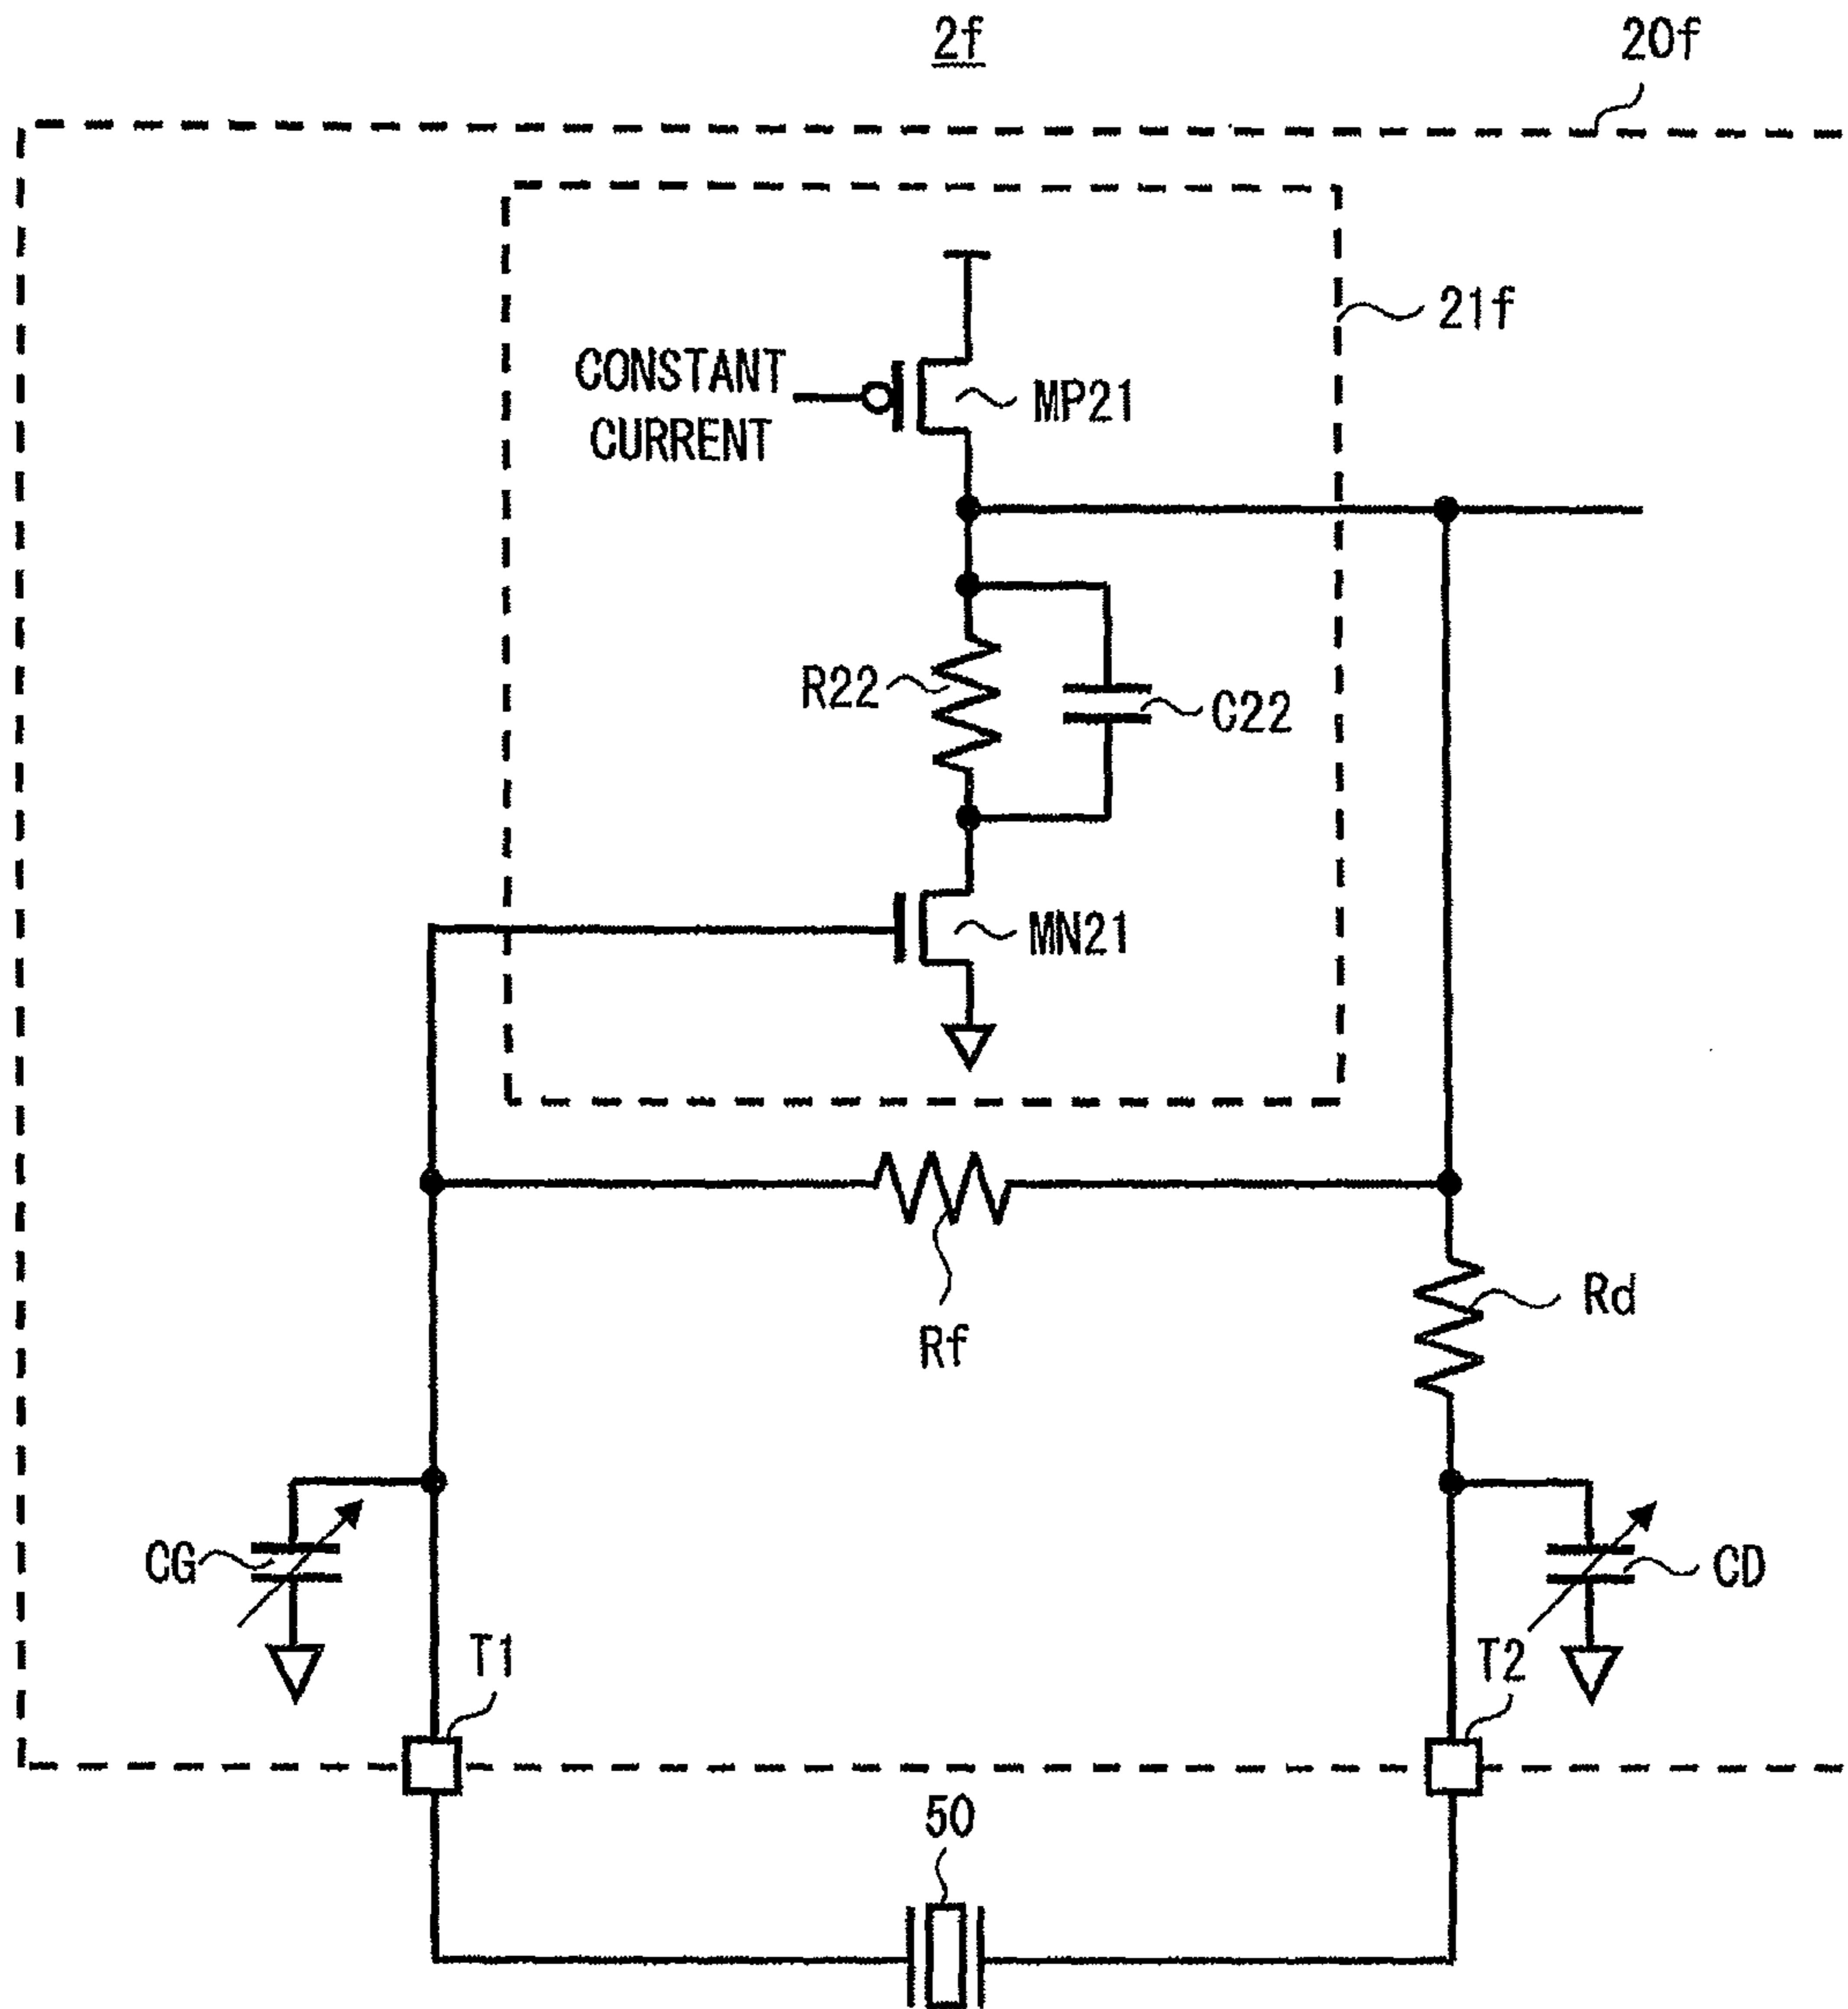 2f
20f
21f
CONSTANT
CURRENT
MP21
R22
C22
MN21
Rf
Rd
CG
CD
T1
T2
50